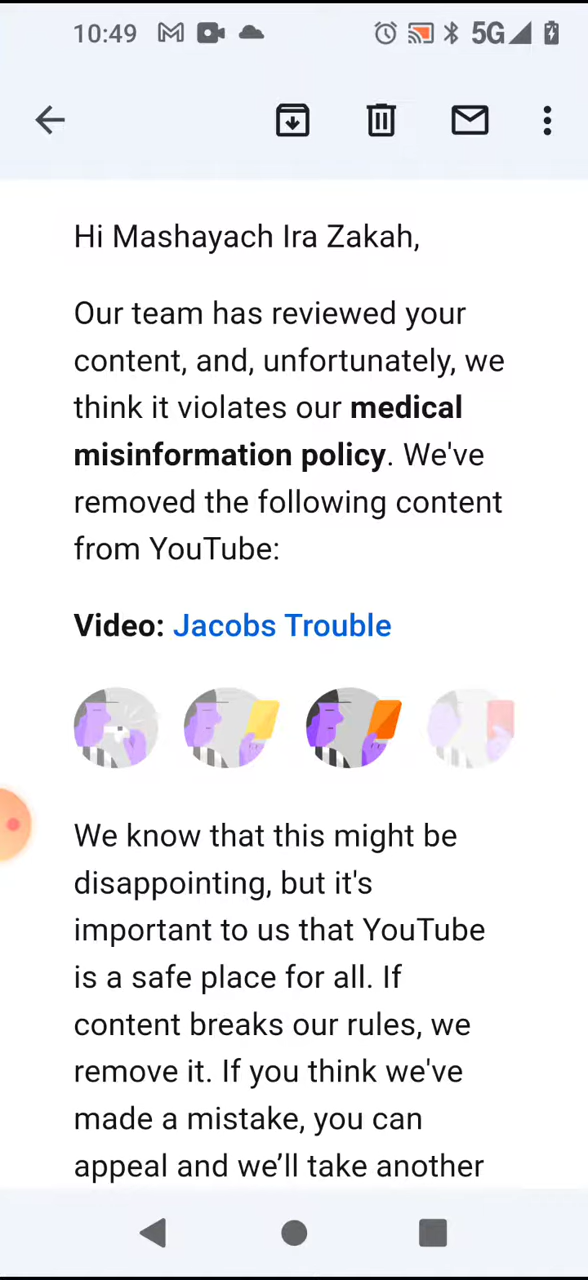 10:49 5G
Hi Mashayach Ira Zakah,
Our team has reviewed your
content, and, unfortunately, we
think it violates our medical
misinformation policy. We've
removed the following content
from YouTube:
Video: Jacobs Trouble
We know that this might be
disappointing, but it's
important to us that YouTube
is a safe place for all. If
content breaks our rules, we
remove it. If you think we've
made a mistake, you can
appeal and we’ll take another